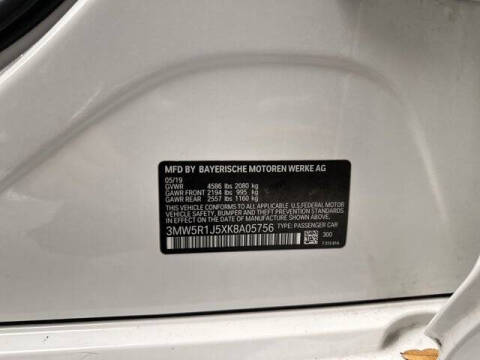 MFD BY BAYERISCHE MOTOREN WERKE AG
05/19
GVWR 4586 lbs 2080 kg
GAWR FRONT 2194 lbs 995 kg
GAWR REAR 2557 lbs 1160 kg
THIS VEHICLE CONFORMS TO ALL APPLICABLE U.S. FEDERAL MOTOR
VEHICLE SAFETY, BUMPER, AND THEFT PREVENTION STANDARDS
IN EFFECT ON THE DATE OF MANUFACTURE SHOWN ABOVE.
3MW5R1J5XK8A05756 TYPE: PASSENGER CAR
300